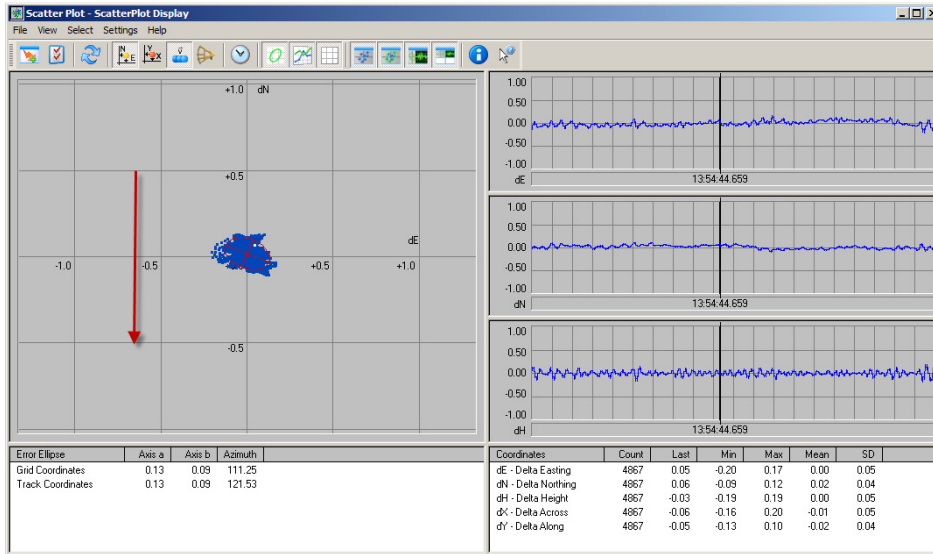 Scatter Plot - ScatterPlot Display
File View Select Settings Help
+1.0 dN
+0.5
dE
-1.0 -0.5 +0.5 +1.0
-0.5
1.00
0.50
0.00
-0.50
-1.00
dE 13:54:44.659
1.00
0.50
0.00
-0.50
-1.00
dN 13:54:44.659
1.00
0.50
0.00
-0.50
-1.00
dH 13:54:44.659
Error Ellipse Axis a Axis b Azimuth
Grid Coordinates 0.13 0.09 111.25
Track Coordinates 0.13 0.09 121.53
Coordinates Count Last Min Max Mean SD
dE - Delta Easting 4867 0.05 -0.20 0.17 0.00 0.05
dN - Delta Northing 4867 0.06 -0.09 0.12 0.02 0.04
dH - Delta Height 4867 -0.03 -0.19 0.19 0.00 0.05
dX - Delta Across 4867 -0.06 -0.16 0.20 -0.01 0.05
dY - Delta Along 4867 -0.05 -0.13 0.10 -0.02 0.04